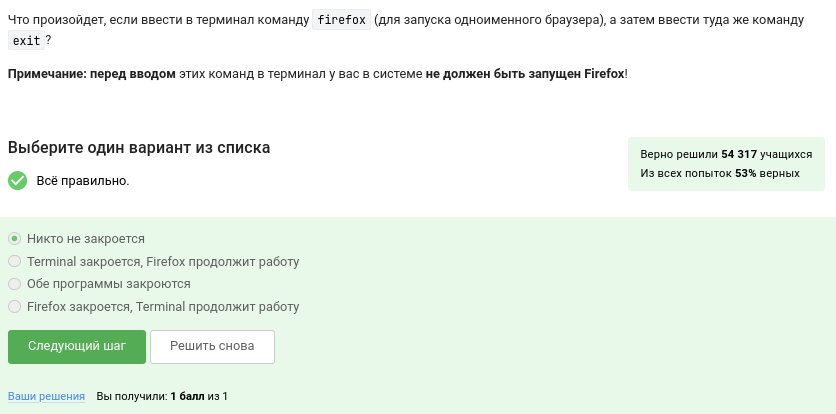 Что произойдет, если ввести в терминал команду firefox (для запуска одноименного браузера), а затем ввести туда же команду
exit?
Примечание: перед вводом этих команд в терминал у вас в системе не должен быть запущен Firefox!
Выберите один вариант из списка
Верно решили 54 317 учащихся
Из всех попыток 53% верных
Всё правильно.
Никто не закроется
Terminal закроется, Firefox продолжит работу
Обе программы закроются
Firefox закроется, Terminal продолжит работу
Следующий шаг Решить снова
Ваши решения Вы получили: 1 балл из 1